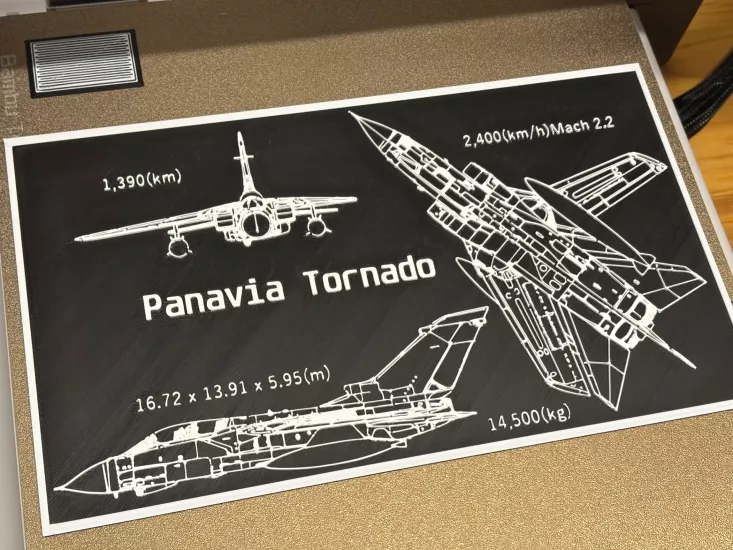 2,400(km/h)Mach 2.2
1,390(km)
Panavia Tornado
16.72 x 13.91 x 5.95(m)
14,500(kg)
Bambu